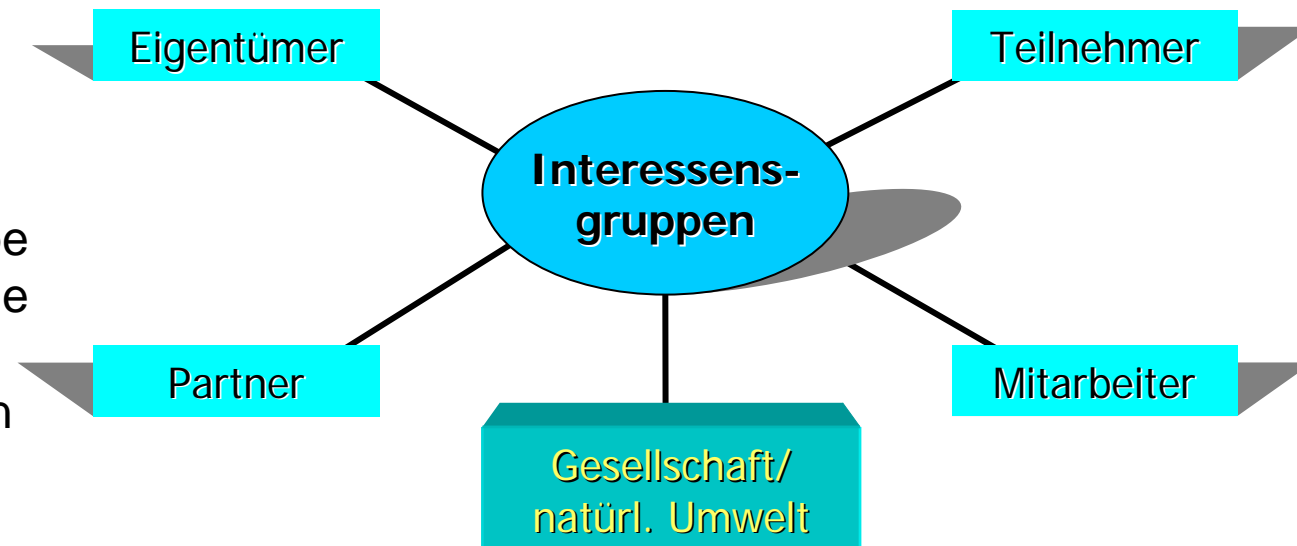 Eigentümer
Teilnehmer
Interessens-
gruppen
Partner
Mitarbeiter
Gesellschaft/
natürl. Umwelt